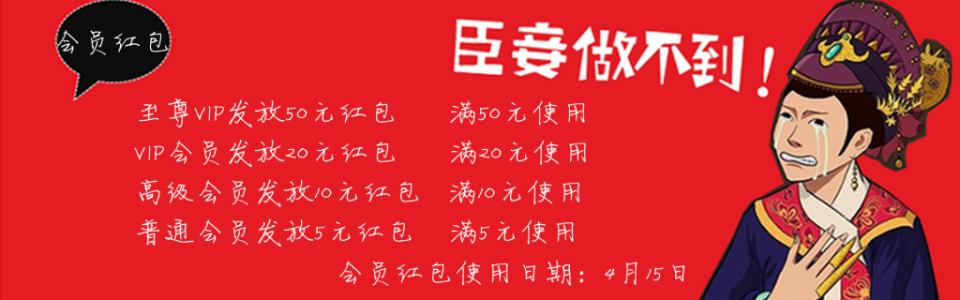 会员红包
臣妾做不到！
至尊VIP发放50元红包 满50元使用
VIP会员发放20元红包 满20元使用
高级会员发放10元红包 满10元使用
普通会员发放5元红包 满5元使用
会员红包使用日期：4月15日